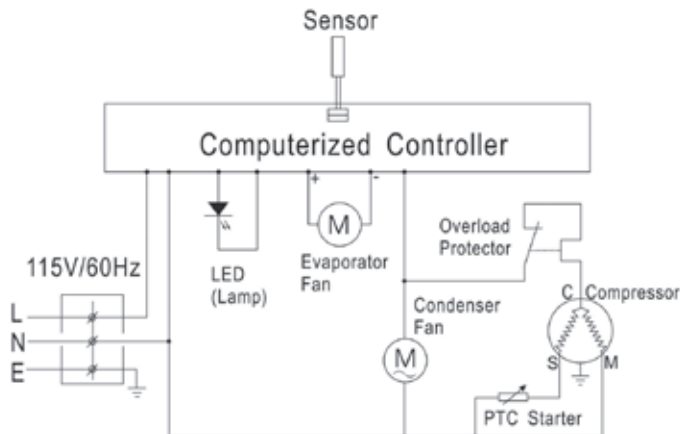 Sensor
Computerized Controller
+ -
M
115V/60Hz
LED
(Lamp)
Evaporator
Fan
Overload
Protector
L
N
E
Condenser
Fan
M
C Compressor
S M
PTC Starter